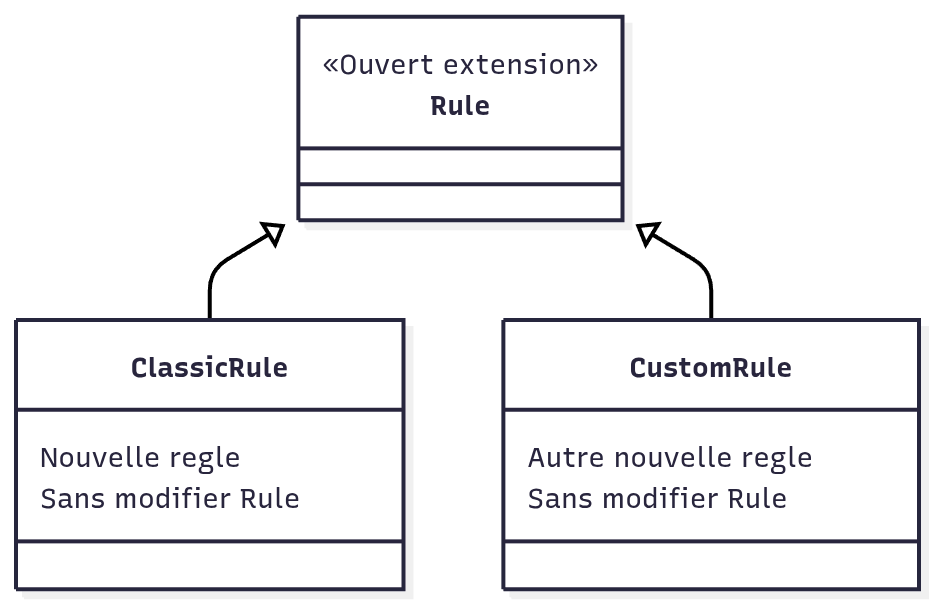 «Ouvert extension»
Rule
ClassicRule
Nouvelle regle
Sans modifier Rule
CustomRule
Autre nouvelle regle
Sans modifier Rule